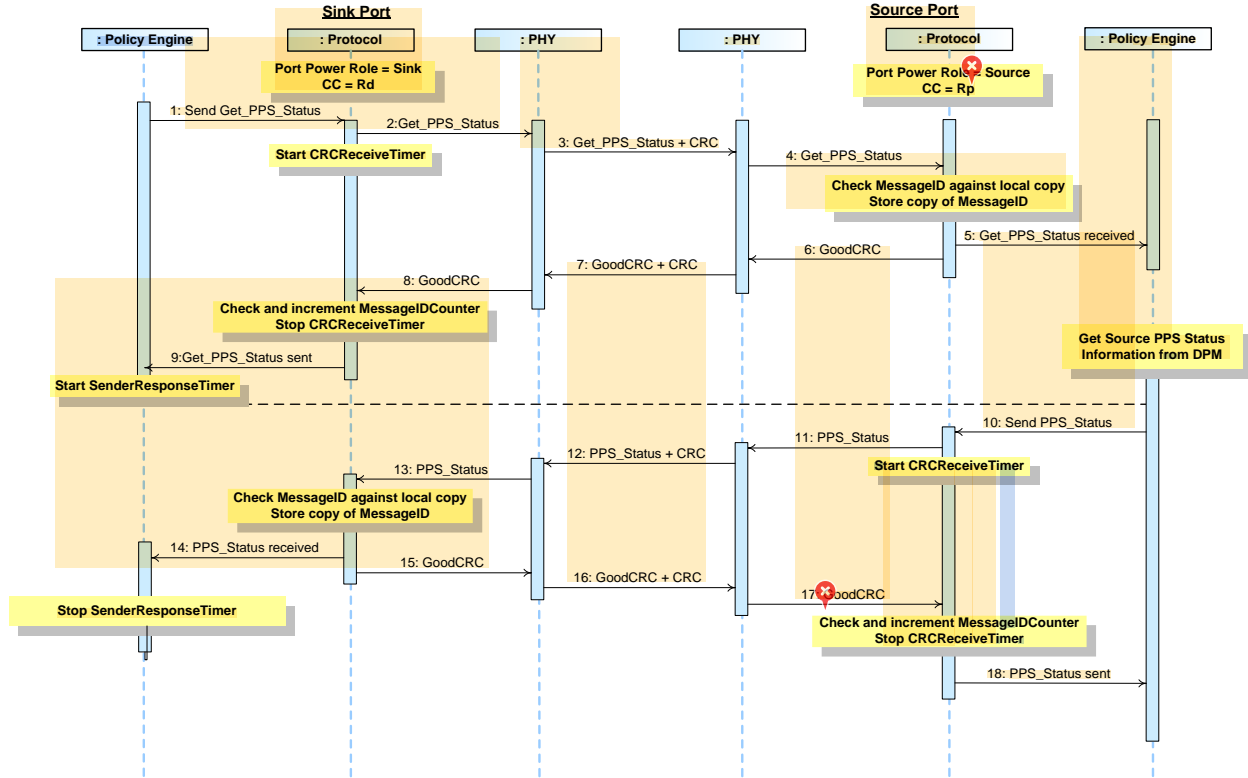 Sink Port
Source Port
: Policy Engine
: Protocol
: PHY
: PHY
: Protocol
: Policy Engine
Port Power Role = Sink
CC = Rd
Port Power Role = Source
CC = Rp
1: Send Get_PPS_Status
2:Get_PPS_Status
Start CRCReceiveTimer
3: Get_PPS_Status + CRC
4: Get_PPS_Status
Check MessageID against local copy
Store copy of MessageID
5: Get_PPS_Status received
6: GoodCRC
7: GoodCRC + CRC
8: GoodCRC
Check and increment MessageIDCounter
Stop CRCReceiveTimer
9:Get_PPS_Status sent
Start SenderResponseTimer
Get Source PPS Status
Information from DPM
10: Send PPS_Status
11: PPS_Status
Start CRCReceiveTimer
12: PPS_Status + CRC
13: PPS_Status
Check MessageID against local copy
Store copy of MessageID
14: PPS_Status received
15: GoodCRC
16: GoodCRC + CRC
17: GoodCRC
Stop SenderResponseTimer
Check and increment MessageIDCounter
Stop CRCReceiveTimer
18: PPS_Status sent